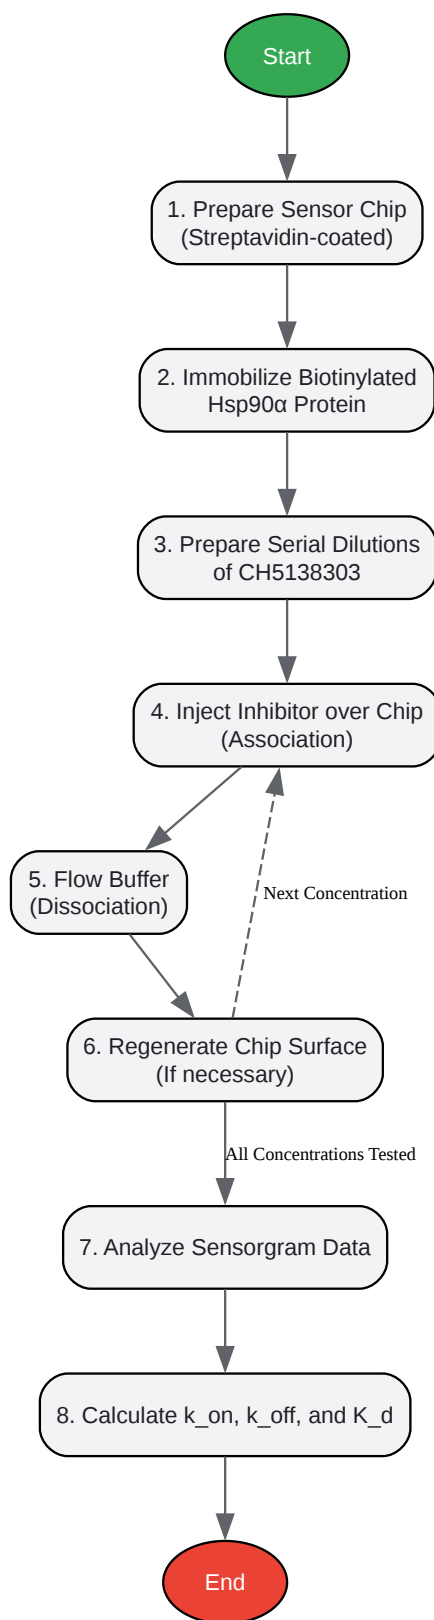 Start
1. Prepare Sensor Chip
(Streptavidin-coated)
2. Immobilize Biotinylated
Hsp90α Protein
3. Prepare Serial Dilutions
of CH5138303
4. Inject Inhibitor over Chip
(Association)
5. Flow Buffer
(Dissociation)
Next Concentration
6. Regenerate Chip Surface
(If necessary)
All Concentrations Tested
7. Analyze Sensorgram Data
8. Calculate k_on, k_off, and K_d
End